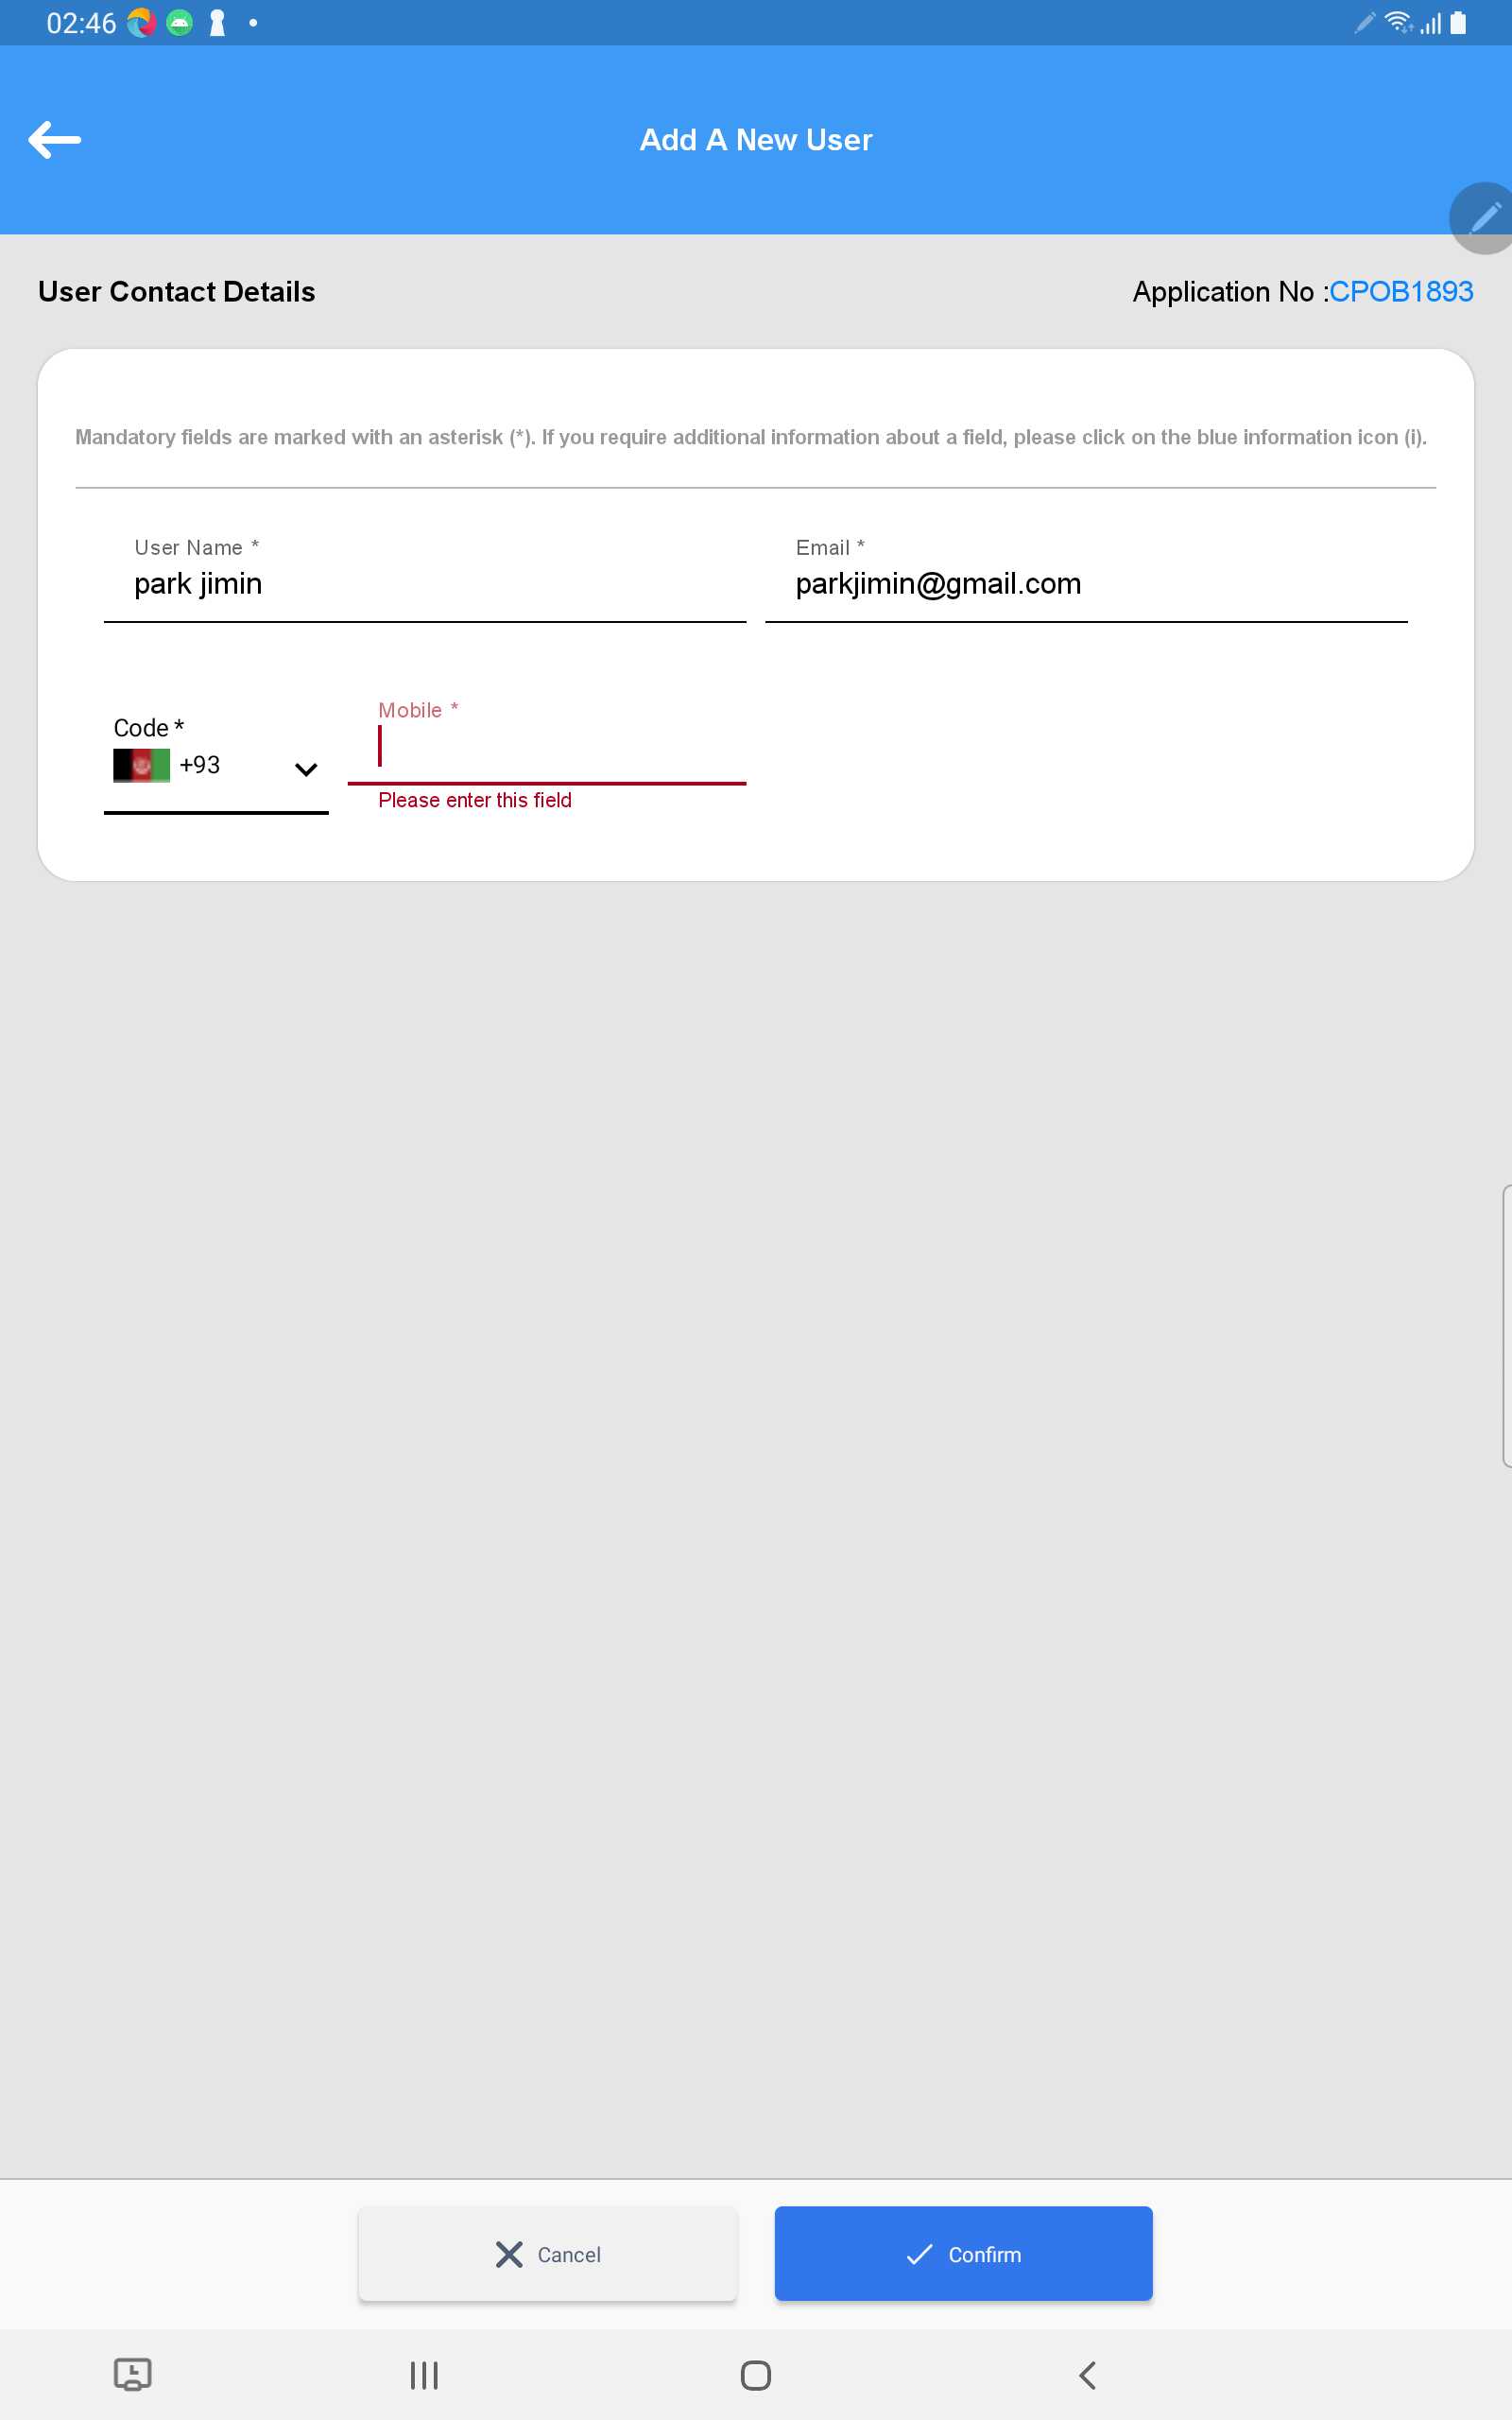 02:46
Add A New User
User Contact Details
Application No :CPOB1893
Mandatory fields are marked with an asterisk (*). If you require additional information about a field, please click on the blue information icon (i).
User Name *
Email *
park jimin
parkjimin@gmail.com
Code *
Mobile *
+93
Please enter this field
Cancel
Confirm